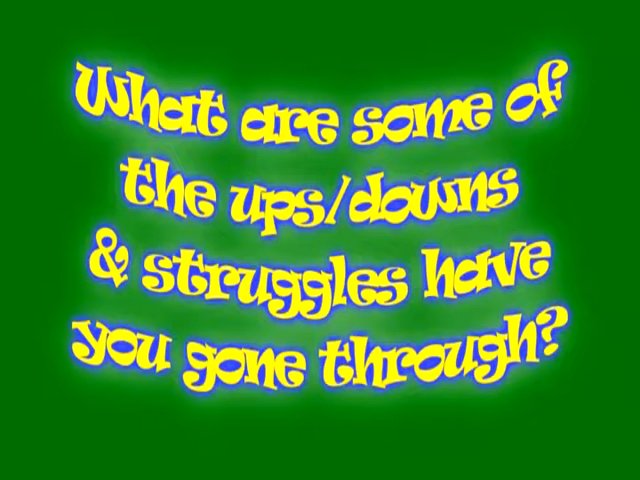 What are some of
the ups/downs
& struggles have
you gone through?